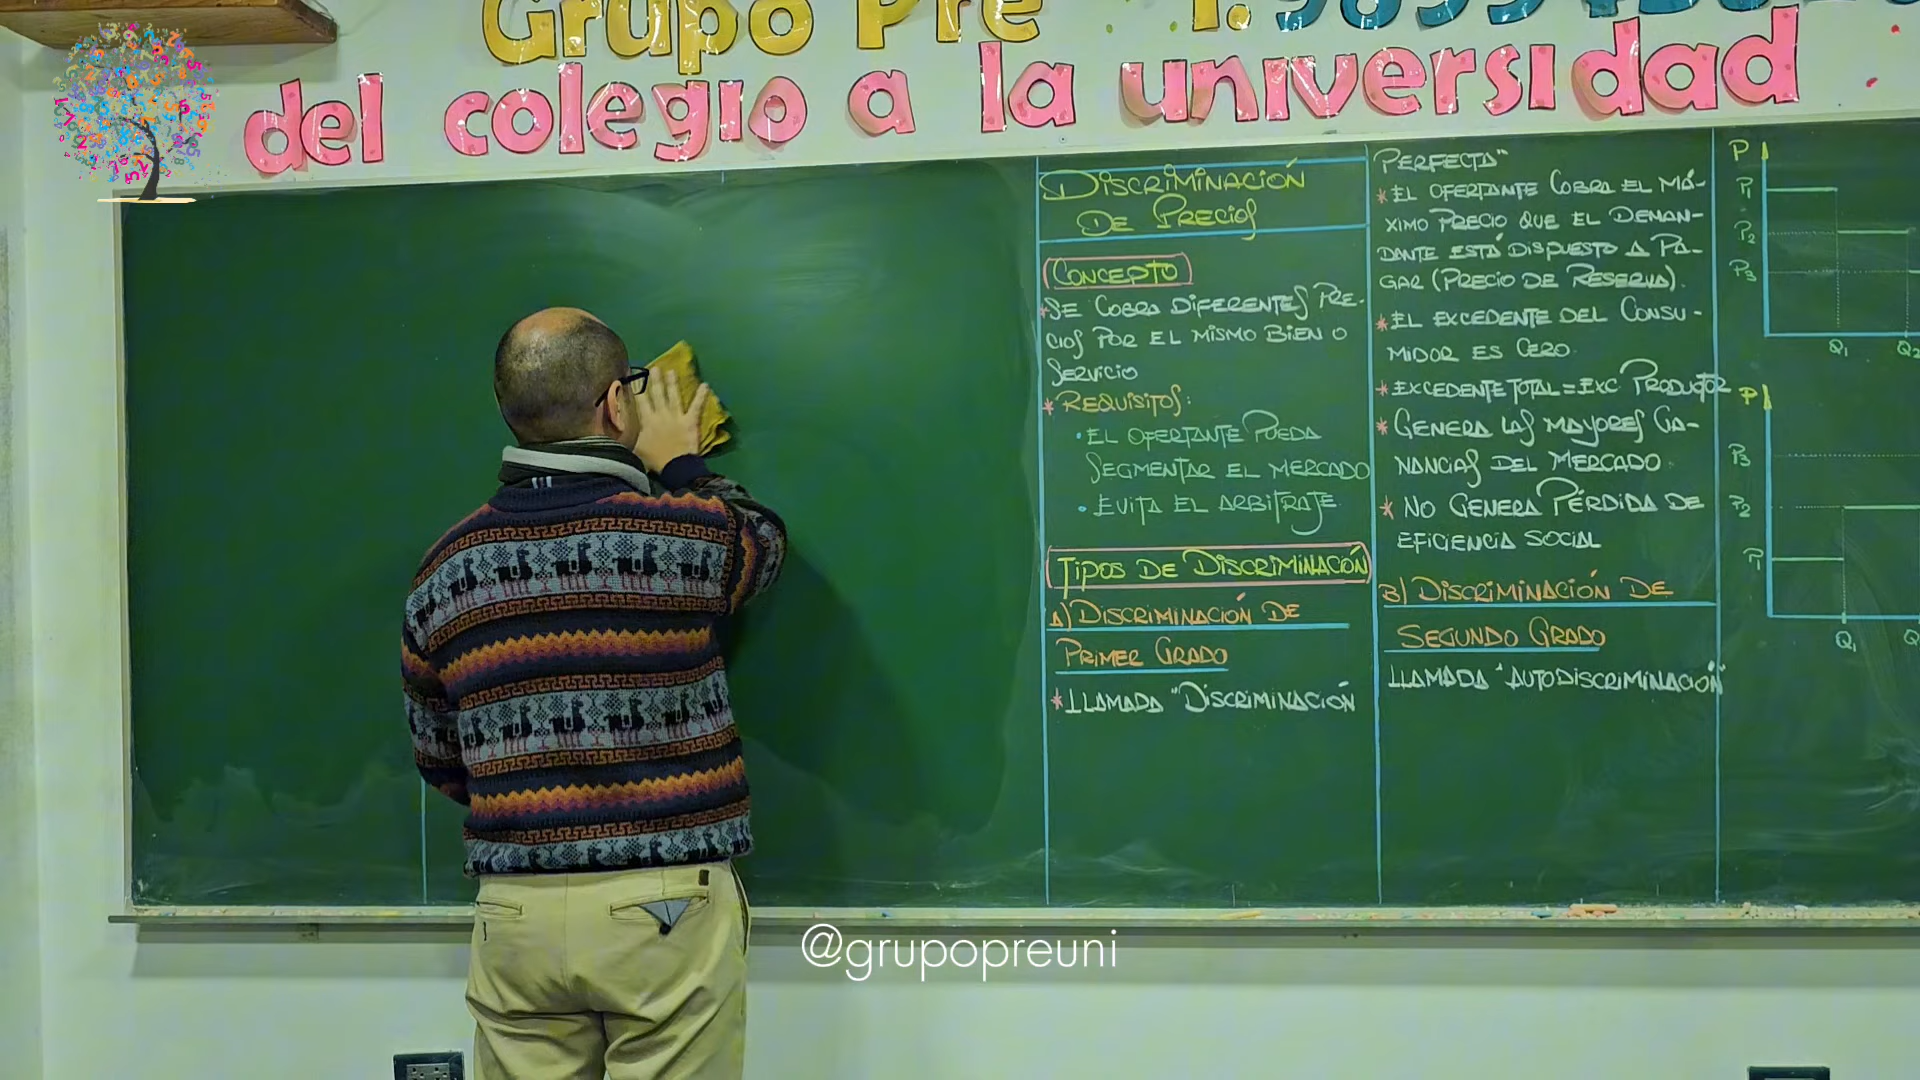 Grupo Pre
del colegio a la universidad
DISCRIMINACIÓN
DE PRECIOS
CONCEPTO
*SE COBRA DIFERENTES PRE-
CIOS POR EL MISMO BIEN O
SERVICIO
*REQUISITOS:
•EL OFERTANTE PUEDA
SEGMENTAR EL MERCADO
•EVITA EL ARBITRAJE
TIPOS DE DISCRIMINACIÓN
A) DISCRIMINACIÓN DE
PRIMER GRADO
*LLAMADA "DISCRIMINACIÓN
PERFECTA"
*EL OFERTANTE COBRA EL MÁ-
XIMO PRECIO QUE EL DEMAN-
DANTE ESTÁ DISPUESTO A PA-
GAR (PRECIO DE RESERVA).
*EL EXCEDENTE DEL CONSU-
MIDOR ES CERO
*EXCEDENTE TOTAL=EXC PRODUCTOR
*GENERA LAS MAYORES GA-
NANCIAS DEL MERCADO
* NO GENERA PÉRDIDA DE
EFICIENCIA SOCIAL
B) DISCRIMINACIÓN DE
SEGUNDO GRADO
LLAMADA "AUTODISCRIMINACIÓN"
P
P1
P2
P3
Q1 Q2
P
P3
P2
P1
Q1 Q
@grupopreuni